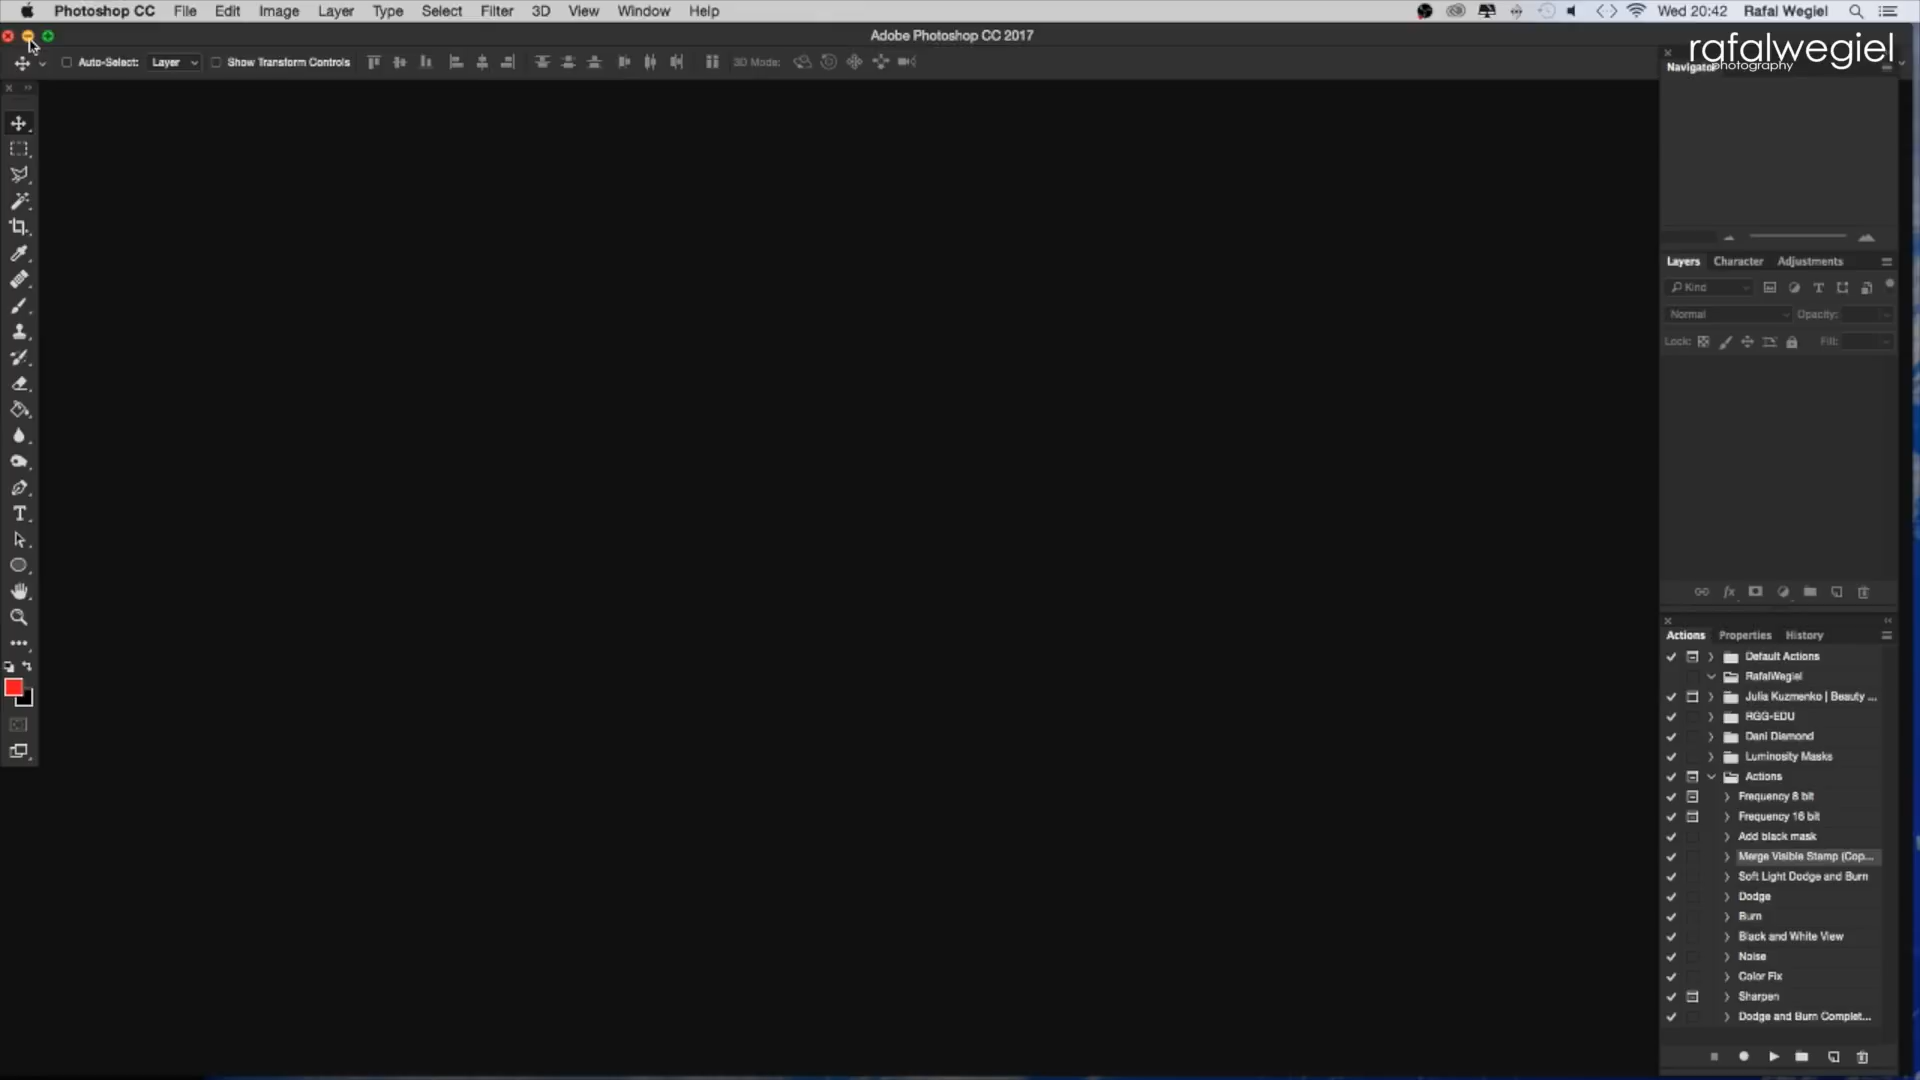 Photoshop CC File Edit Image Layer Type Select Filter 3D View Window Help Wed 20:42 Rafal Wegiel
Adobe Photoshop CC 2017
rafalwegiel
photography
Auto-Select: Layer Show Transform Controls 3D Mode:
Navigator
Layers Character Adjustments
Kind
Normal Opacity:
Lock: Fill:
Actions Properties History
Default Actions
RafalWegiel
Julia Kuzmenko | Beauty ...
RGG-EDU
Dani Diamond
Luminosity Masks
Actions
Frequency 8 bit
Frequency 16 bit
Add black mask
Merge Visible Stamp (Cop...
Soft Light Dodge and Burn
Dodge
Burn
Black and White View
Noise
Color Fix
Sharpen
Dodge and Burn Complet...